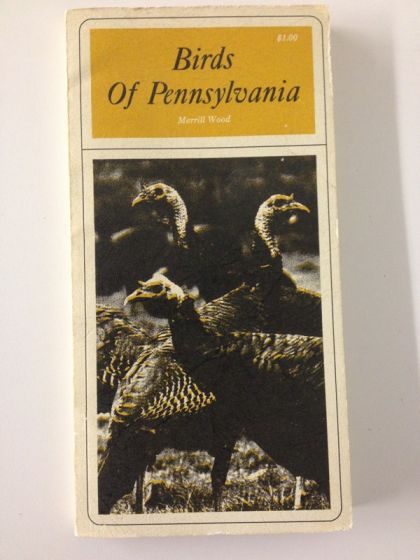 $1.00
Birds
Of Pennsylvania
Merrill Wood